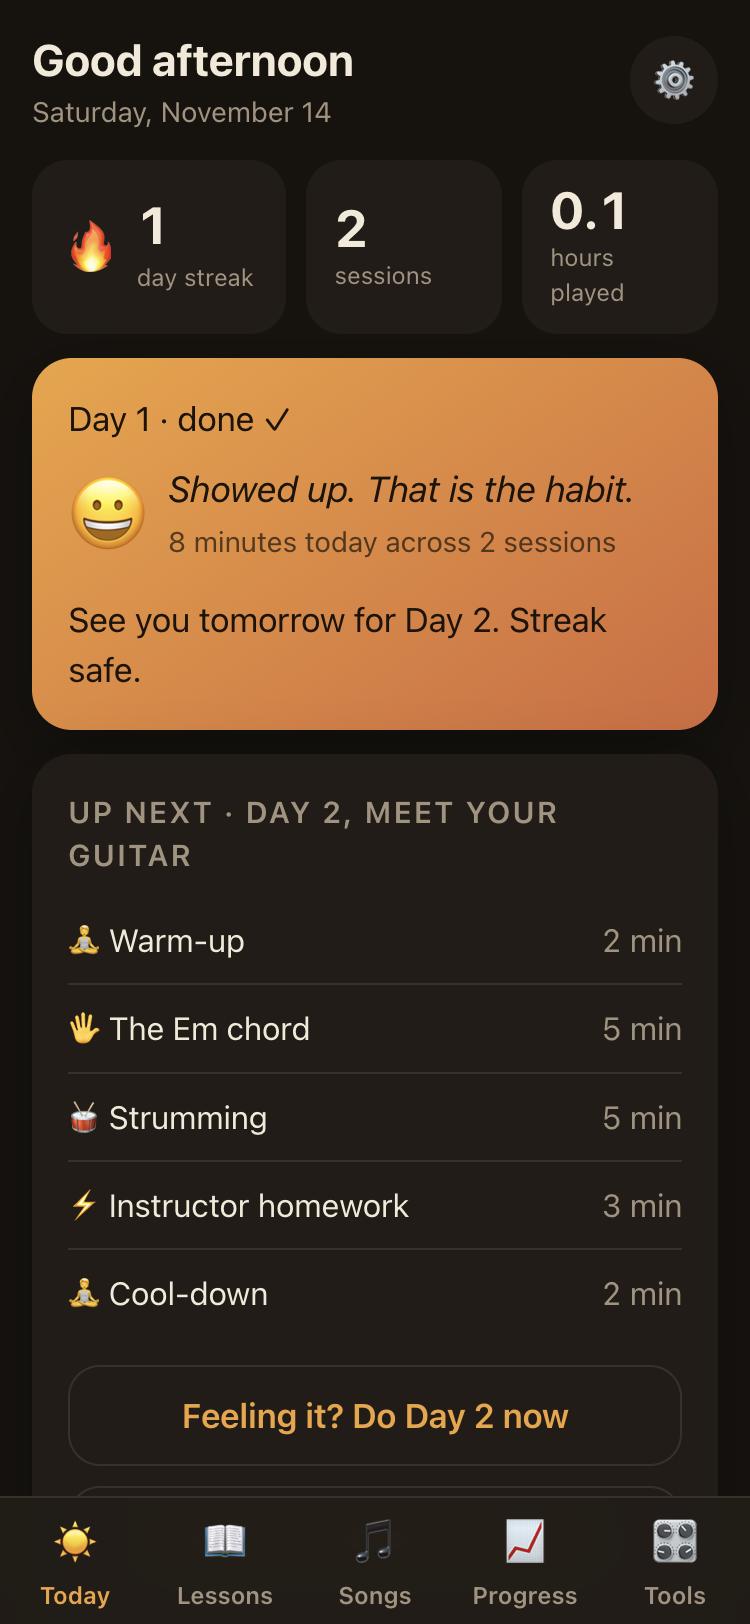 Good afternoon
Saturday, November 14
1
day streak
2
sessions
0.1
hours
played
Day 1 · done ✓
Showed up. That is the habit.
8 minutes today across 2 sessions
See you tomorrow for Day 2. Streak
safe.
UP NEXT · DAY 2, MEET YOUR
GUITAR
Warm-up 2 min
The Em chord 5 min
Strumming 5 min
Instructor homework 3 min
Cool-down 2 min
Feeling it? Do Day 2 now
Today Lessons Songs Progress Tools